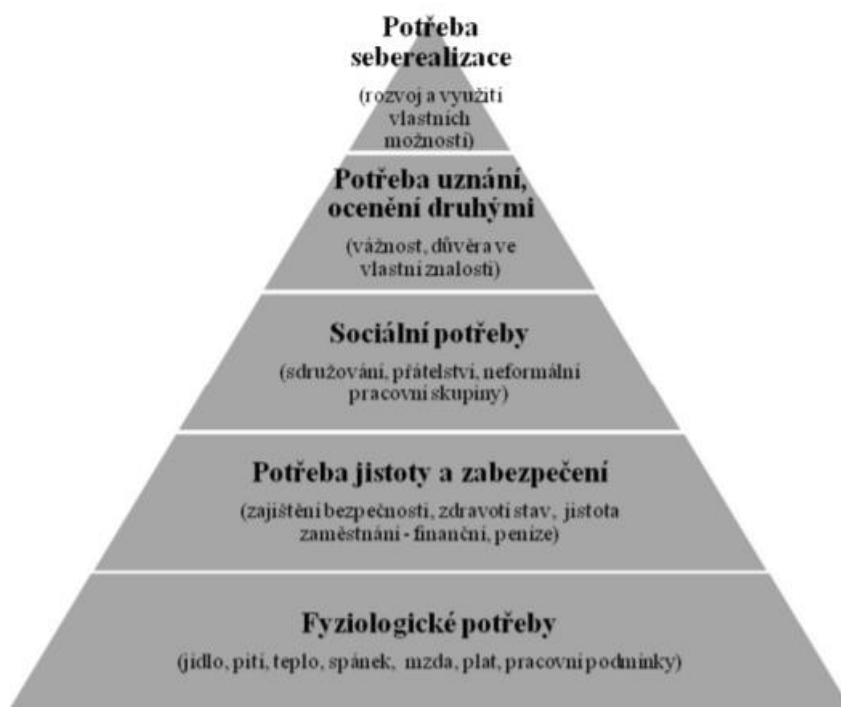 Potřeba
seberealizace
(rozvoj a využití
vlastních
možností)
Potřeba uznání,
ocenění druhými
(vážnost, důvěra ve
vlastní znalosti)
Sociální potřeby
(sdružování, přátelství, neformální
pracovní skupiny)
Potřeba jistoty a zabezpečení
(zajištění bezpečnosti, zdravotí stav, jistota
zaměstnání - finanční, peníze)
Fyziologické potřeby
(jídlo, pití, teplo, spánek, mzda, plat, pracovní podmínky)